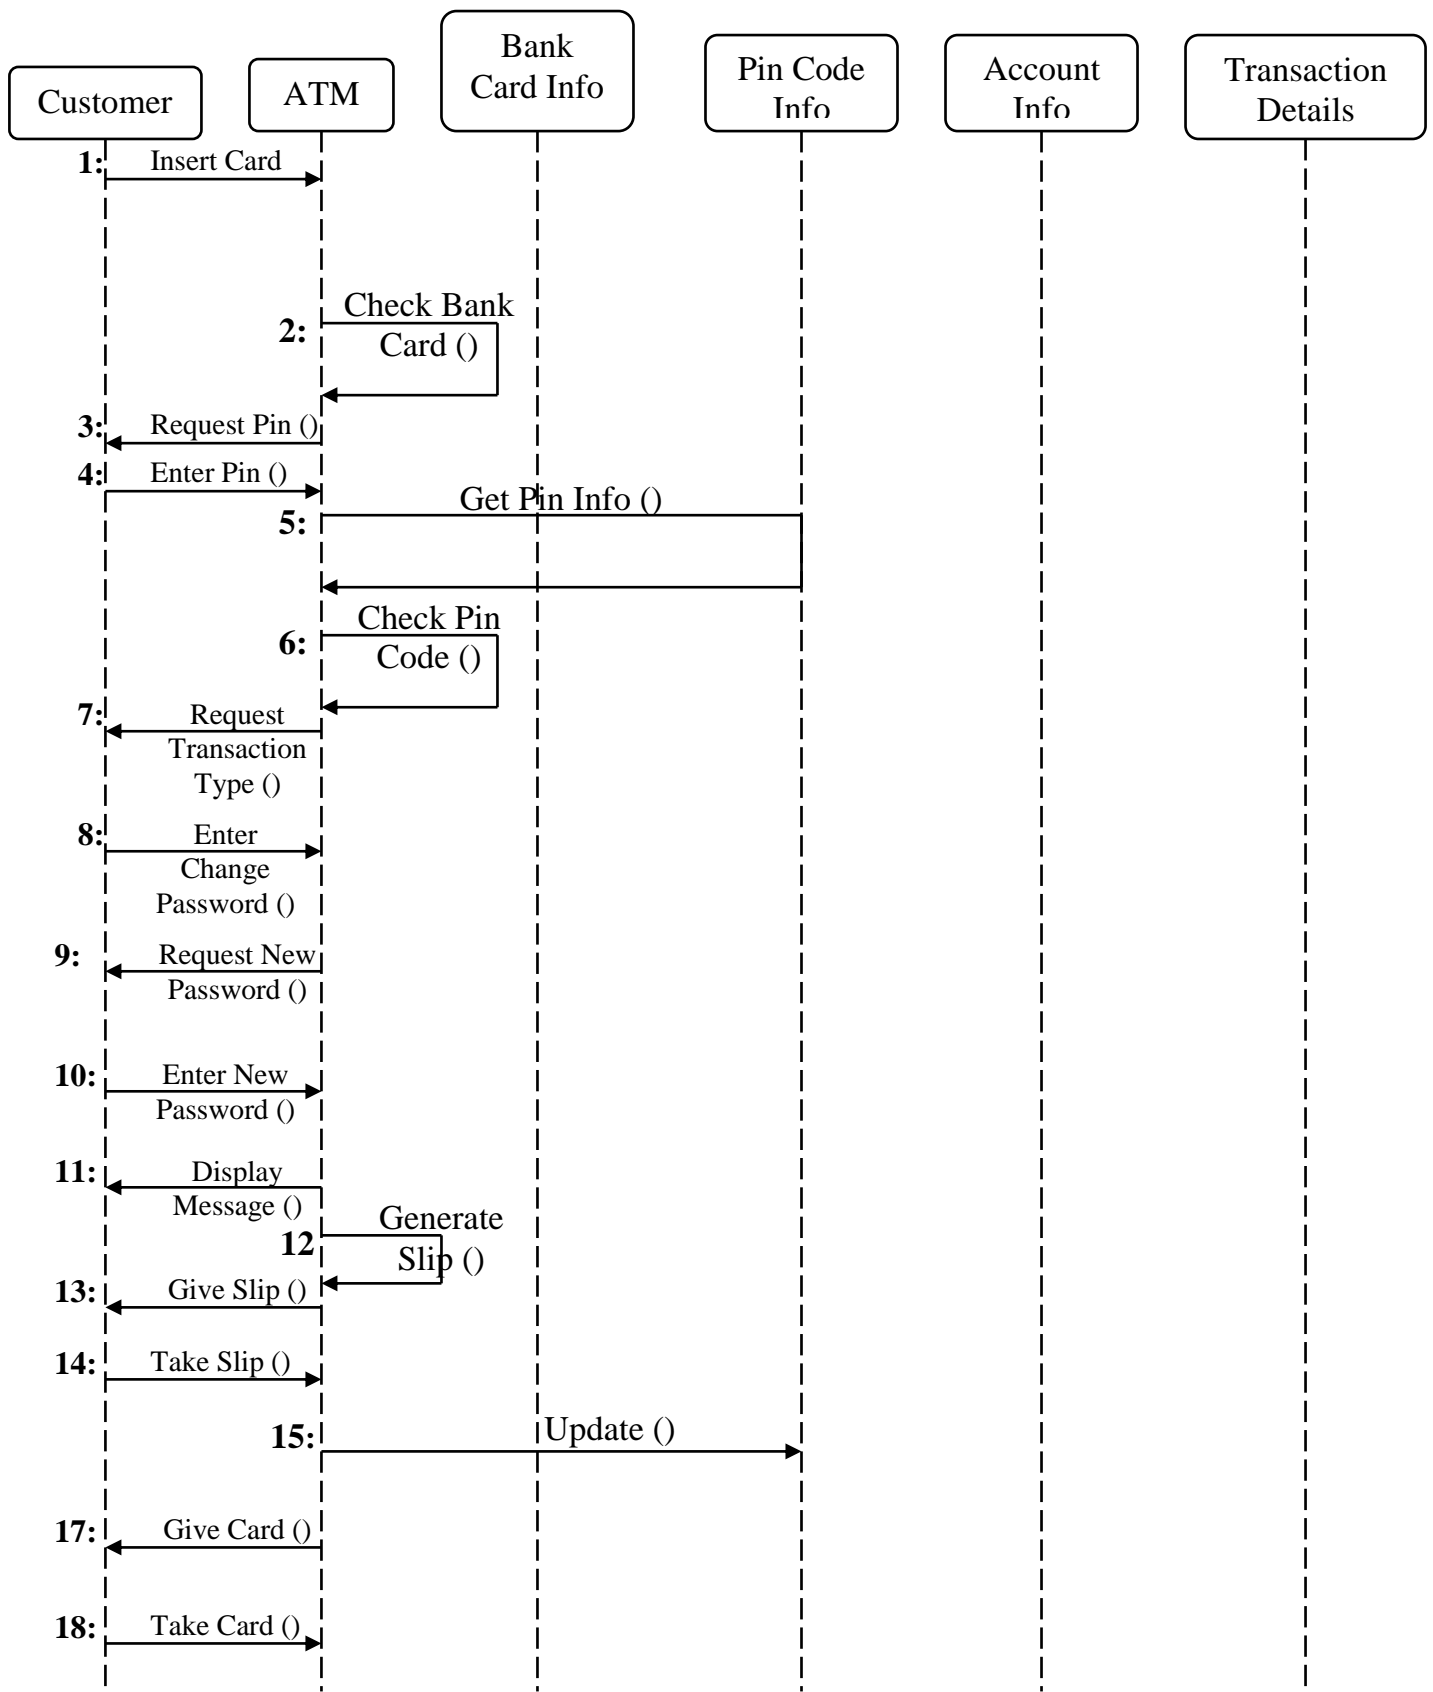 Bank
Card Info
Pin Code
Info
Account
Info
Transaction
Details
ATM
Customer
1: Insert Card
Check Bank
2:
Card ()
3: Request Pin ()
4: Enter Pin ()
Get Pin Info ()
5:
Check Pin
6:
Code ()
7: Request
Transaction
Type ()
8: Enter
Change
Password ()
9: Request New
Password ()
10: Enter New
Password ()
11: Display
Message ()
Generate
12
Slip ()
13: Give Slip ()
14: Take Slip ()
15: Update ()
17: Give Card ()
18: Take Card ()